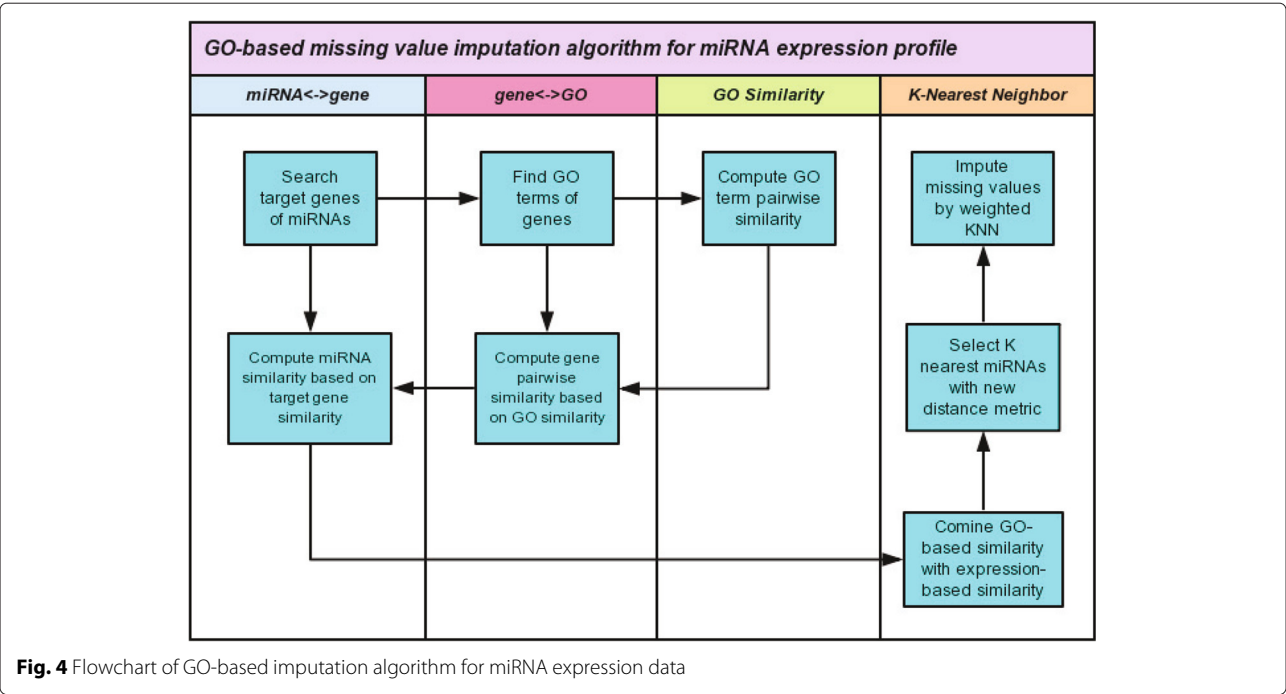 GO-based missing value imputation algorithm for miRNA expression profile
miRNA<->gene
gene<->GO
GO Similarity
K-Nearest Neighbor
Search
target genes
of miRNAs
Find GO
terms of
genes
Compute GO
term pairwise
similarity
Impute
missing values
by weighted
KNN
Compute miRNA
similarity based on
target gene
similarity
Compute gene
pairwise
similarity based
on GO similarity
Select K
nearest miRNAs
with new
distance metric
Comine GO-
based similarity
with expression-
based similarity
Fig. 4 Flowchart of GO-based imputation algorithm for miRNA expression data